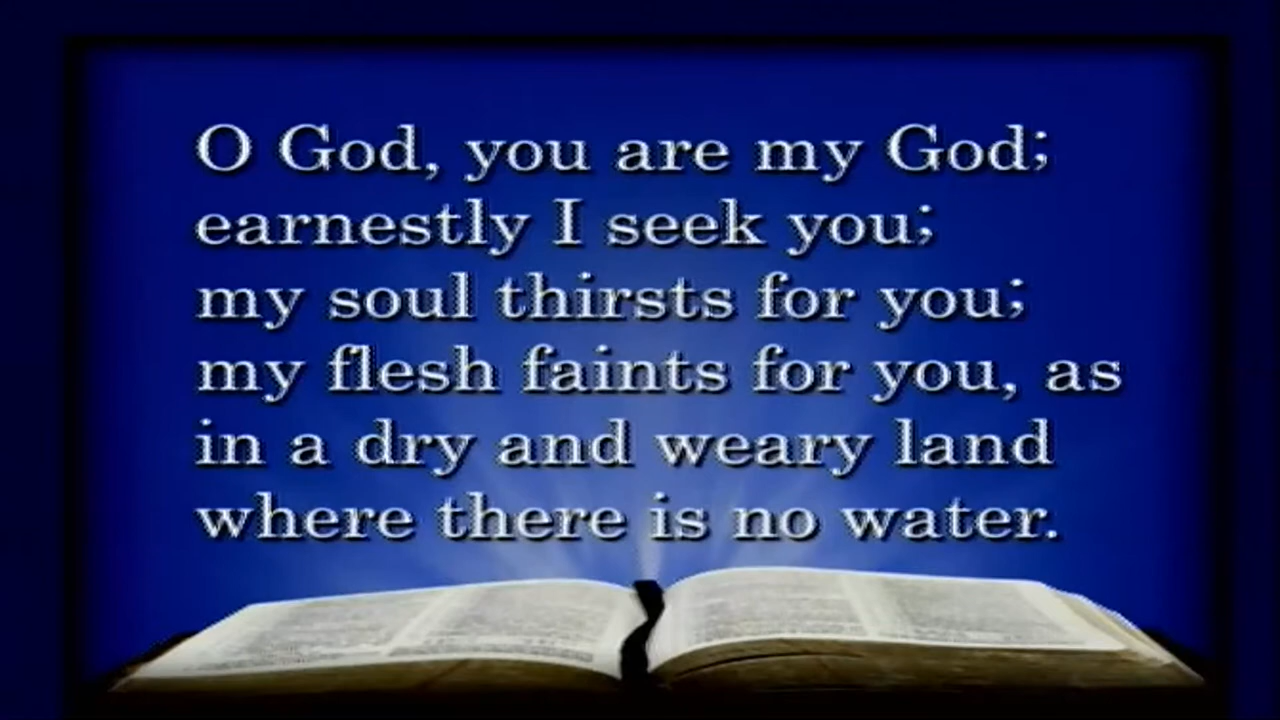 O God, you are my God;
earnestly I seek you;
my soul thirsts for you;
my flesh faints for you, as
in a dry and weary land
where there is no water.